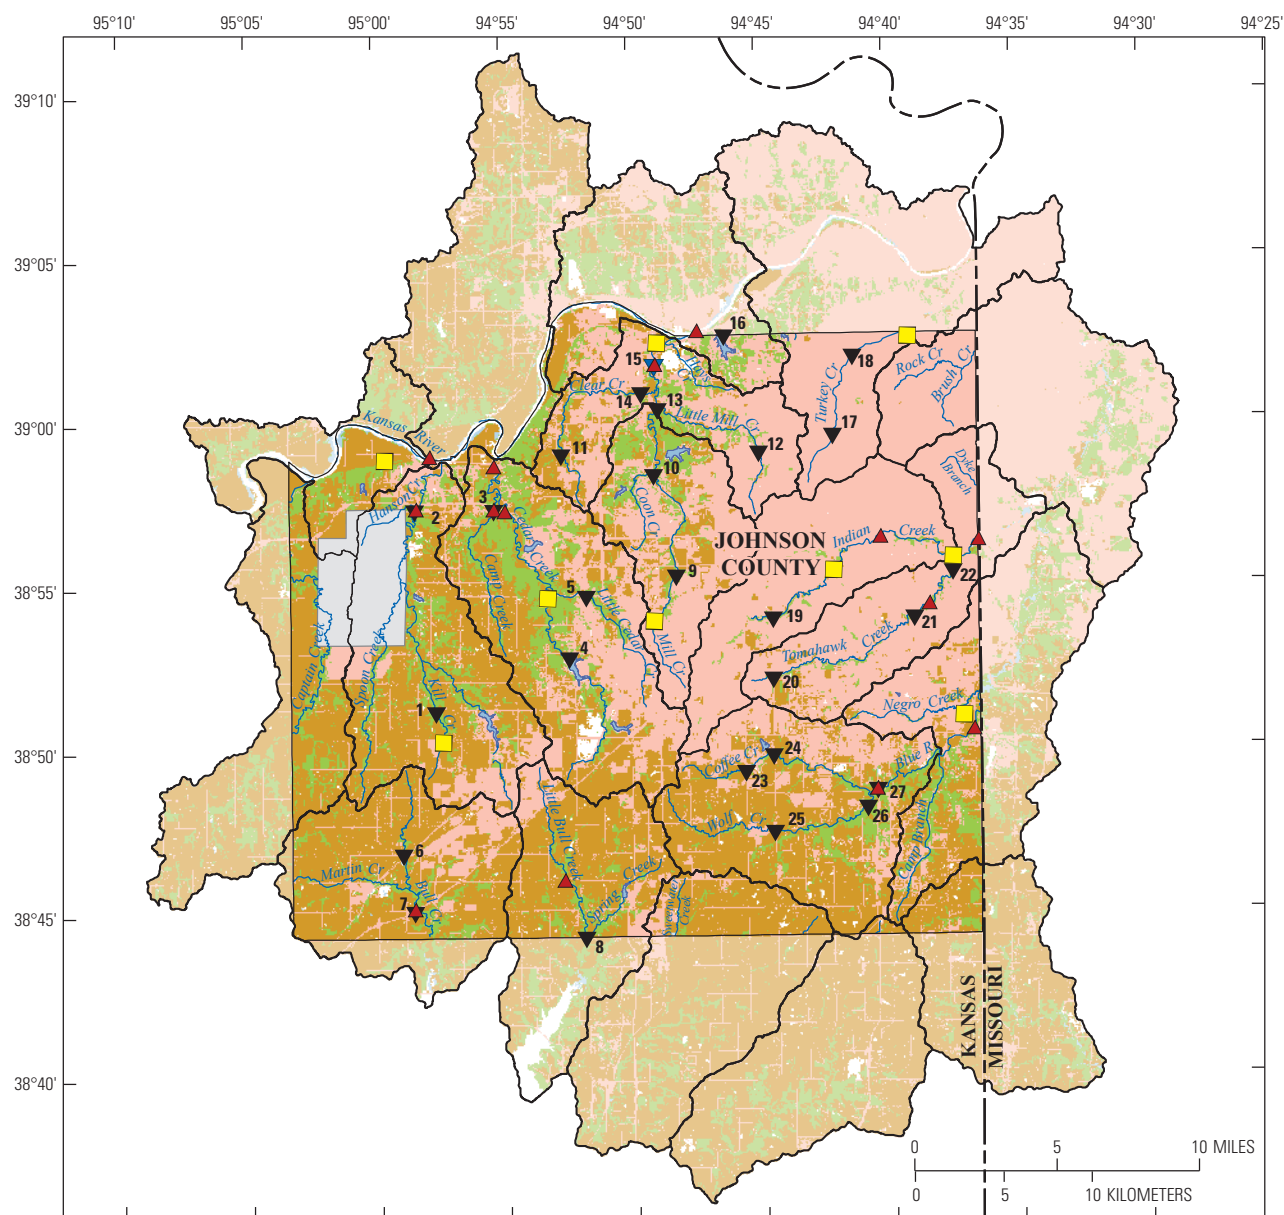 95°10' 95°05' 95°00' 94°55' 94°50' 94°45' 94°40' 94°35' 94°30' 94°25'
39°10'
39°05'
39°00'
38°55'
38°50'
38°45'
38°40'
16
15
18
Rock Cr
Brush Cr
Hays
Cr
Clear Cr
14
13
Turkey Cr
Little Mill Cr
17
Kansas River
11
12
10
Dyke
Branch
Hanson Cr
2
3
Cedar Creek
Coon Cr
JOHNSON
COUNTY
Indian Creek
Camp Creek
5
9
22
Little Cedar Cr
19
21
Captain Creek
Spoon Creek
4
Mill Cr
Tomahawk Creek
20
Kill Cr
1
Negro Creek
24
Coffee Cr
23
Blue R
27
26
Little Bull Creek
Wolf Cr
25
Camp Branch
6
Martin Cr
Bull Cr
7
Spring Creek
Sweetwater
Creek
8
KANSAS
MISSOURI
0 5 10 MILES
0 5 10 KILOMETERS